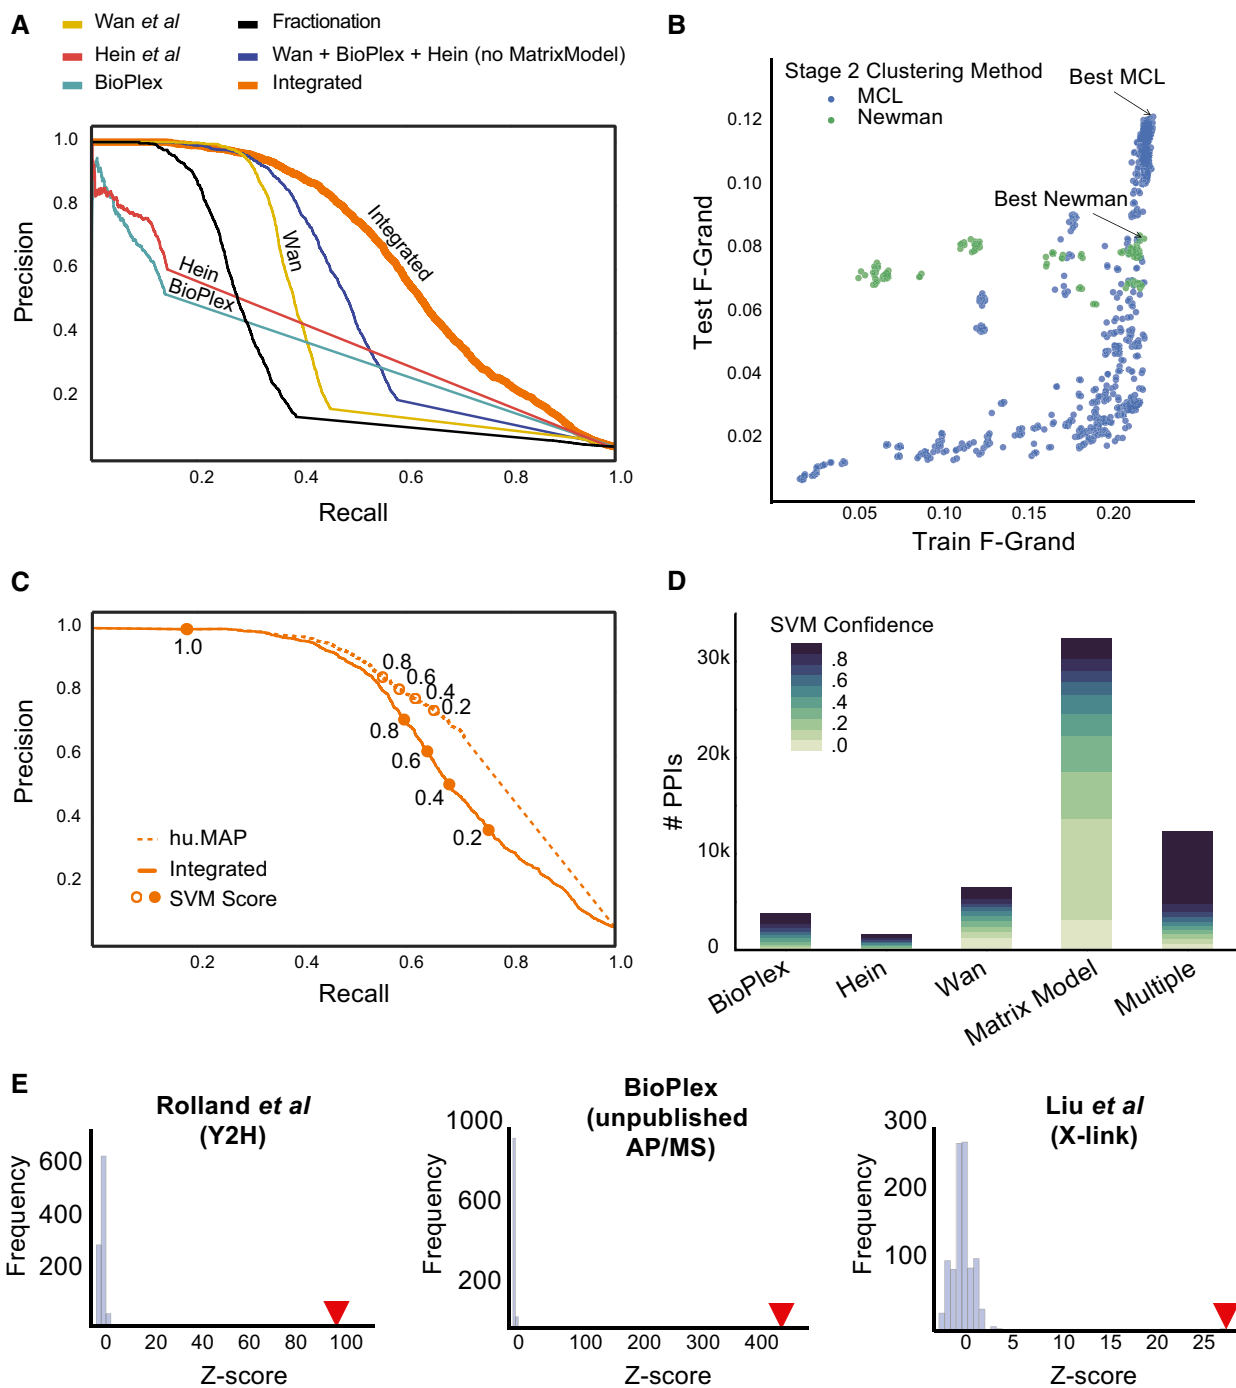 A
Wan et al
Hein et al
BioPlex
Fractionation
Wan + BioPlex + Hein (no MatrixModel)
Integrated
Precision
1.0
0.8
0.6
0.4
0.2
Hein
BioPlex
Wan
Integrated
0.2 0.4 0.6 0.8 1.0
Recall
B
Stage 2 Clustering Method
MCL
Newman
Best MCL
Best Newman
Test F-Grand
0.12
0.10
0.08
0.06
0.04
0.02
0.05 0.10 0.15 0.20
Train F-Grand
C
Precision
1.0
0.8
0.6
0.4
0.2
1.0
0.8
0.6
0.4
0.2
0.8
0.6
0.4
0.2
hu.MAP
Integrated
SVM Score
0.2 0.4 0.6 0.8 1.0
Recall
D
SVM Confidence
.8
.6
.4
.2
.0
# PPIs
30k
20k
10k
0
BioPlex
Hein
Wan
Matrix Model
Multiple
E
Rolland et al
(Y2H)
Frequency
600
400
200
0 20 40 60 80 100
Z-score
BioPlex
(unpublished
AP/MS)
Frequency
1000
600
200
0 100 200 300 400
Z-score
Liu et al
(X-link)
Frequency
300
200
100
0 5 10 15 20 25
Z-score